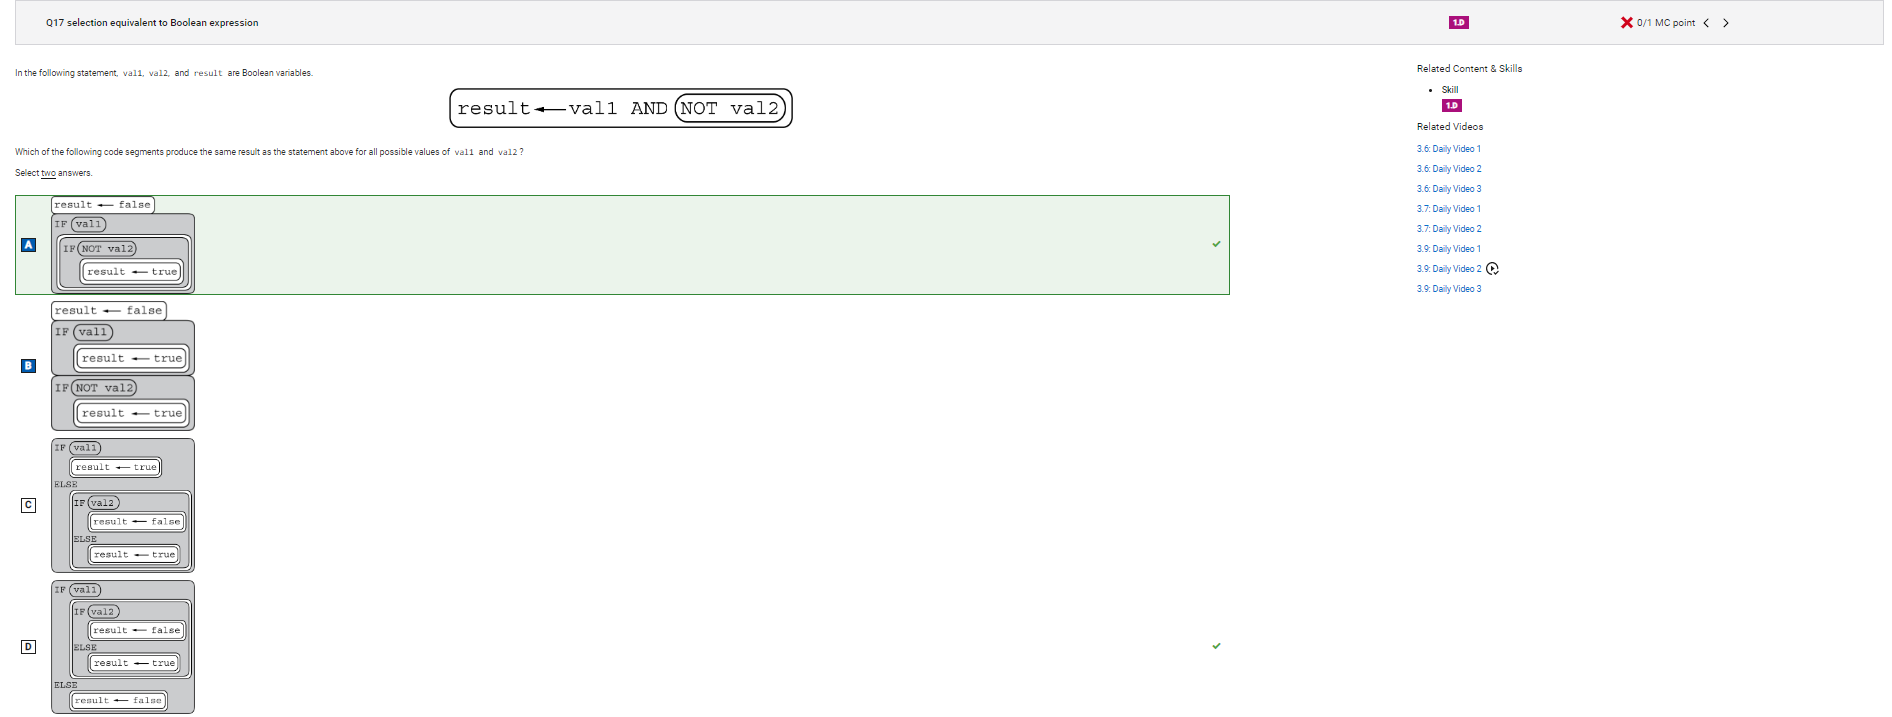 Q17 selection equivalent to Boolean expression
1.D
0/1 MC point
In the following statement, val1, val2, and result are Boolean variables.
result ← val1 AND NOT val2
Which of the following code segments produce the same result as the statement above for all possible values of val1 and val2 ?
Select two answers.
A
result ← false
IF val1
IF NOT val2
result ← true
B
result ← false
IF val1
result ← true
IF NOT val2
result ← true
C
IF val1
result ← true
ELSE
IF val2
result ← false
ELSE
result ← true
D
IF val1
IF val2
result ← false
ELSE
result ← true
ELSE
result ← false
Related Content & Skills
• Skill
1.D
Related Videos
3.6: Daily Video 1
3.6: Daily Video 2
3.6: Daily Video 3
3.7: Daily Video 1
3.7: Daily Video 2
3.9: Daily Video 1
3.9: Daily Video 2
3.9: Daily Video 3